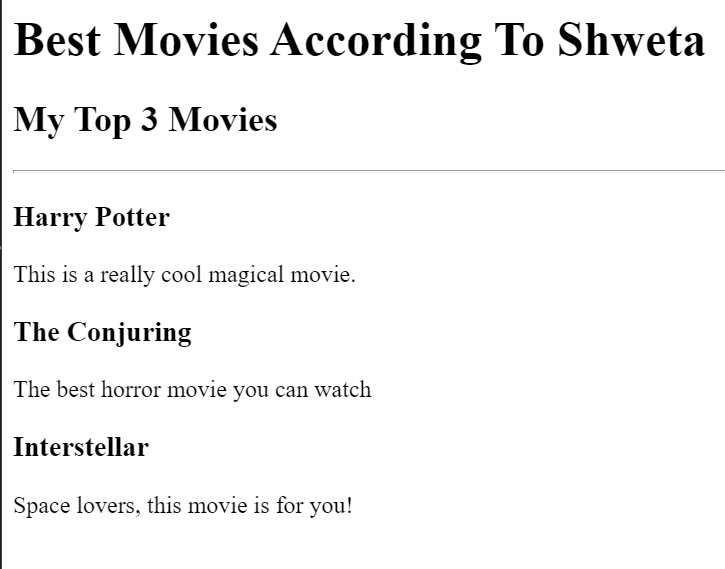 Best Movies According To Shweta
My Top 3 Movies
Harry Potter
This is a really cool magical movie.
The Conjuring
The best horror movie you can watch
Interstellar
Space lovers, this movie is for you!